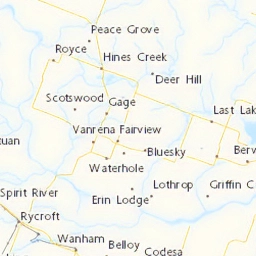 Peace Grove
Royce
Hines Creek
Deer Hill
Scotswood
Gage
Last Lak
Vanrena Fairview
uan
Bluesky
Berw
Waterhole
Lothrop
Griffin C
Spirit River
Erin Lodge
Rycroft
Wanham
Belloy
Codesa